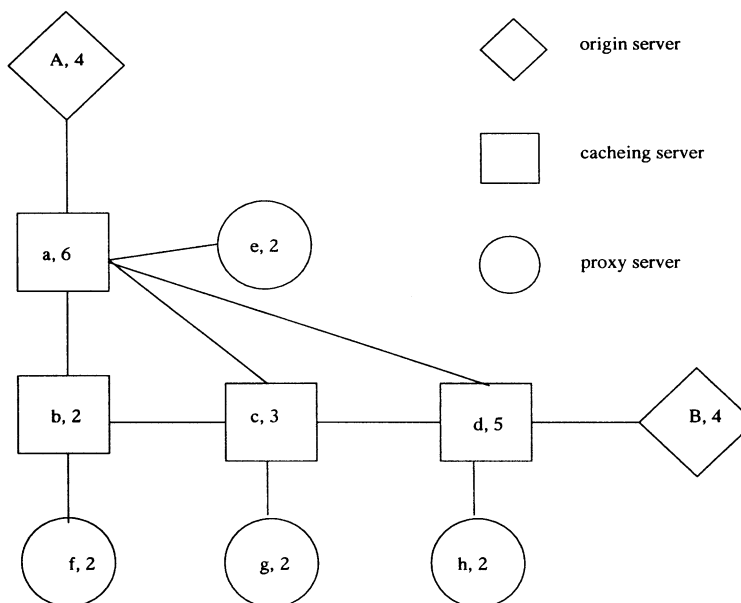 A, 4
origin server
cacheing server
a, 6
e, 2
proxy server
b, 2
c, 3
d, 5
B, 4
f, 2
g, 2
h, 2